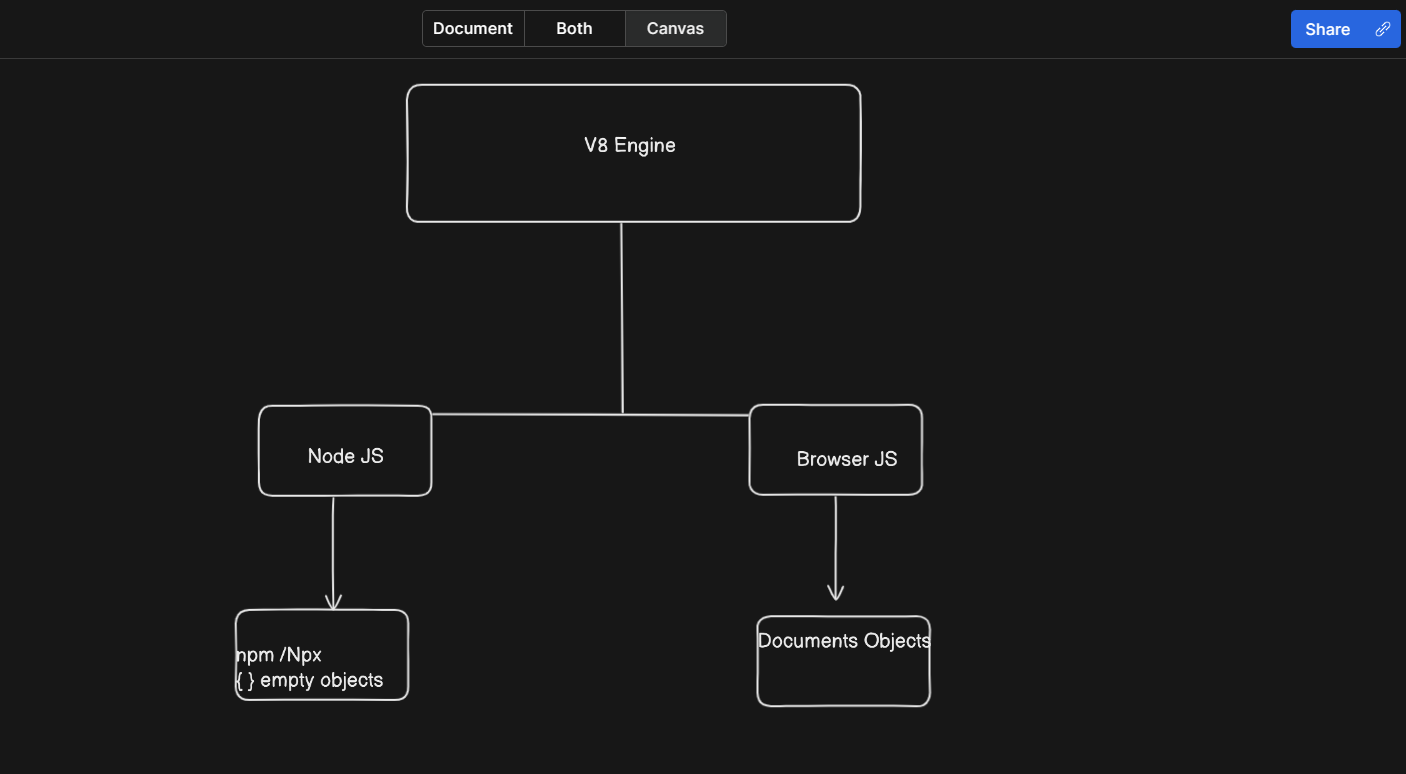 Document Both Canvas Share
V8 Engine
Node JS
Browser JS
npm /Npx
{ } empty objects
Documents Objects